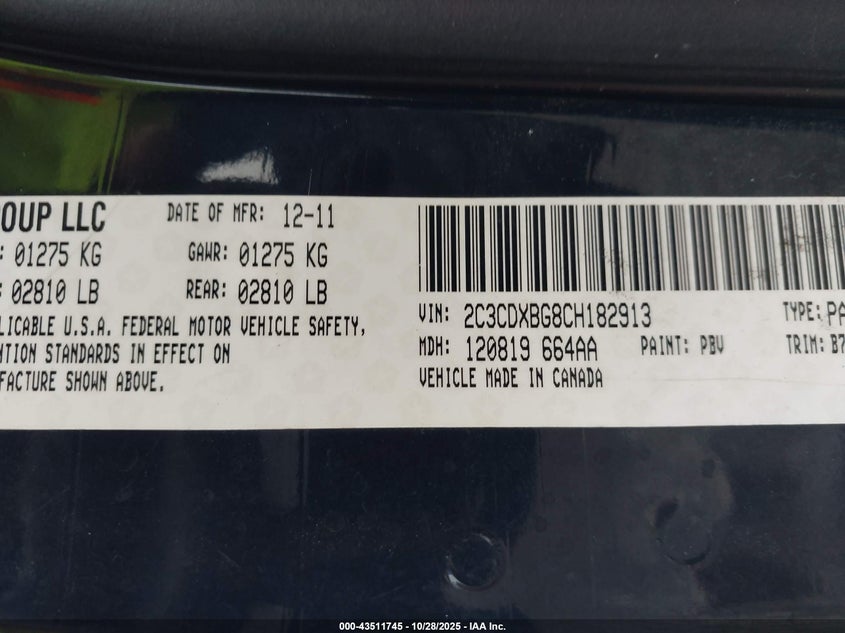 OUP LLC
DATE OF MFR: 12-11
: 01275 KG GAWR: 01275 KG
: 02810 LB REAR: 02810 LB
LICABLE U.S.A. FEDERAL MOTOR VEHICLE SAFETY,
NTION STANDARDS IN EFFECT ON
FACTURE SHOWN ABOVE.
VIN: 2C3CDXBG8CH182913 TYPE: PA
MDH: 120819 664AA PAINT: PBV TRIM: B7
VEHICLE MADE IN CANADA
000-43511745 - 10/28/2025 - IAA Inc.